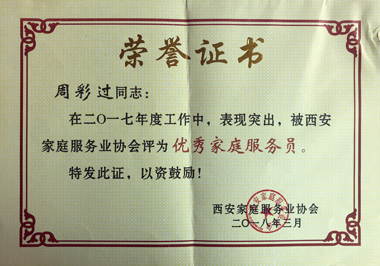 荣誉证书
周彩过同志：
在二〇一七年度工作中，表现突出，被西安
家庭服务业协会评为优秀家庭服务员。
特发此证，以资鼓励！
西安家庭服务业协会
二〇一八年三月